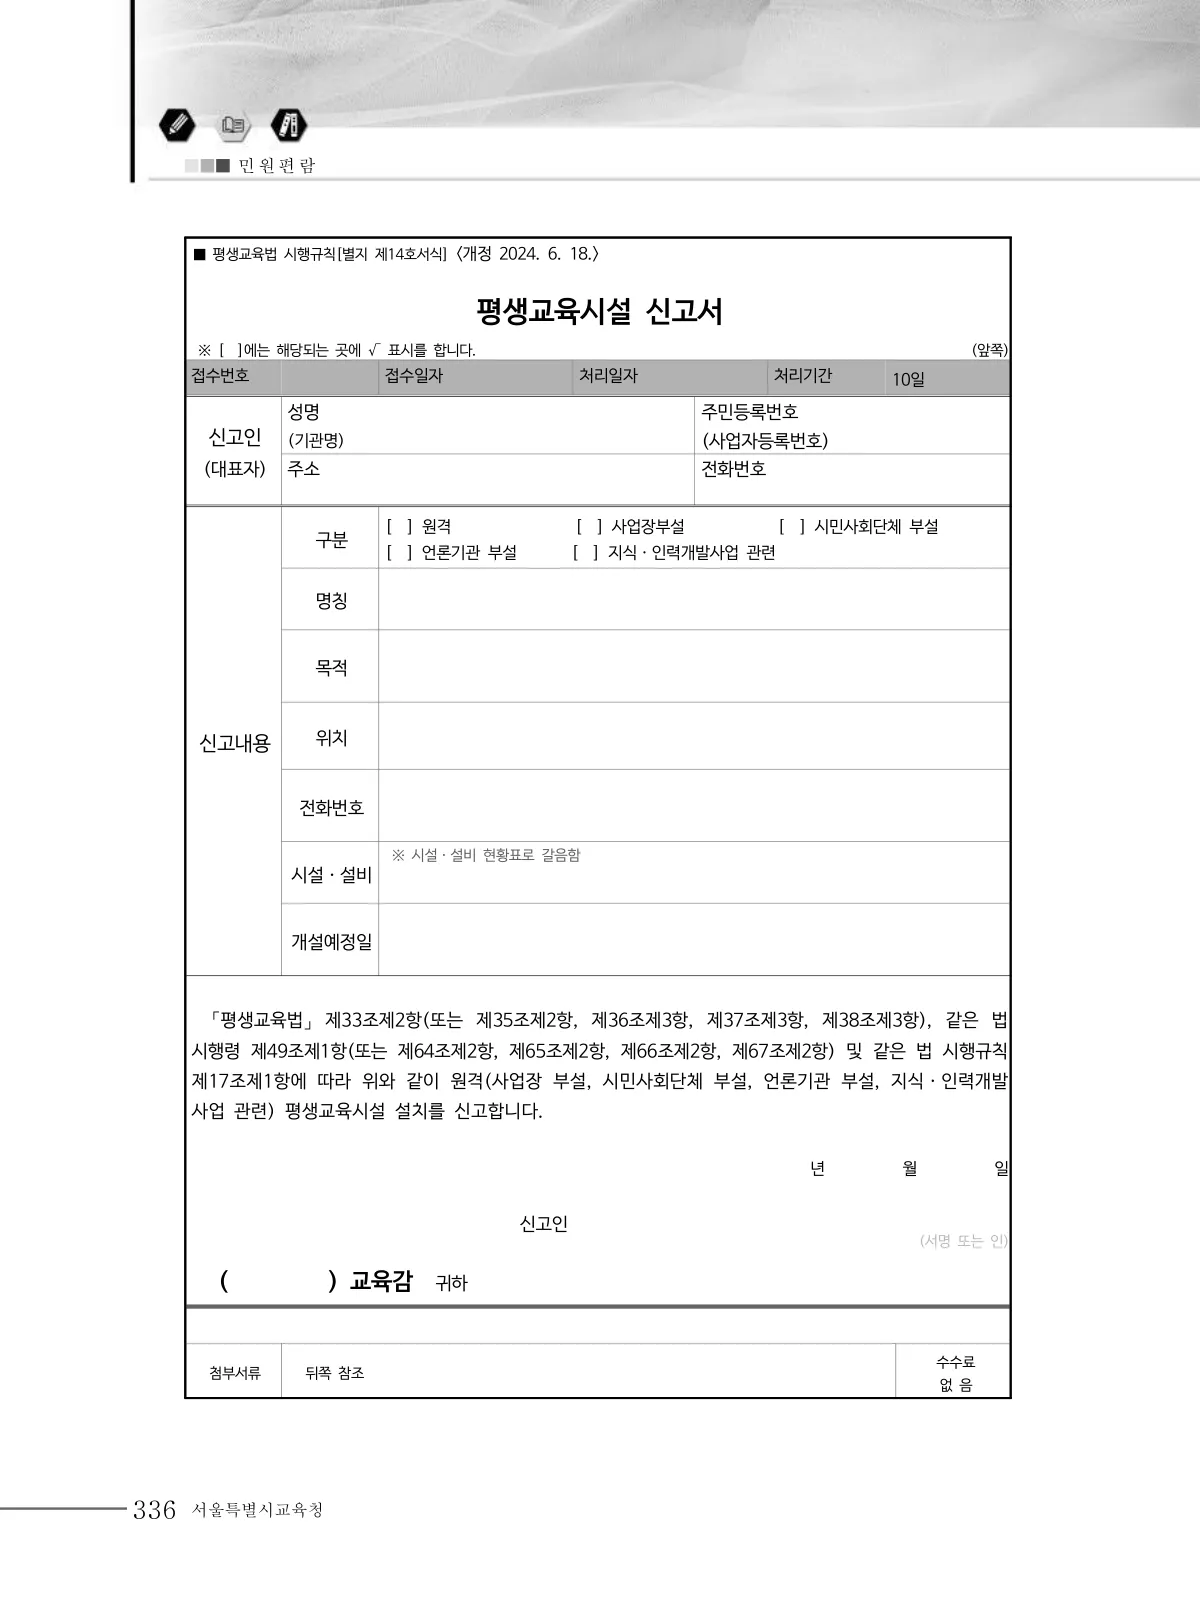 민원편람
■ 평생교육법 시행규칙[별지 제14호서식] 〈개정 2024. 6. 18.〉
평생교육시설 신고서
※ [ ]에는 해당되는 곳에 √ 표시를 합니다. (앞쪽)
접수번호 접수일자 처리일자 처리기간 10일
신고인
(대표자)
성명
(기관명)
주민등록번호
(사업자등록번호)
주소
전화번호
신고내용
구분
[ ] 원격 [ ] 사업장부설 [ ] 시민사회단체 부설
[ ] 언론기관 부설 [ ] 지식·인력개발사업 관련
명칭
목적
위치
전화번호
시설·설비
※ 시설·설비 현황표로 갈음함
개설예정일
「평생교육법」제33조제2항(또는 제35조제2항, 제36조제3항, 제37조제3항, 제38조제3항), 같은 법
시행령 제49조제1항(또는 제64조제2항, 제65조제2항, 제66조제2항, 제67조제2항) 및 같은 법 시행규칙
제17조제1항에 따라 위와 같이 원격(사업장 부설, 시민사회단체 부설, 언론기관 부설, 지식·인력개발
사업 관련) 평생교육시설 설치를 신고합니다.
년 월 일
신고인
(서명 또는 인)
( ) 교육감 귀하
첨부서류
뒤쪽 참조
수수료
없 음
336 서울특별시교육청